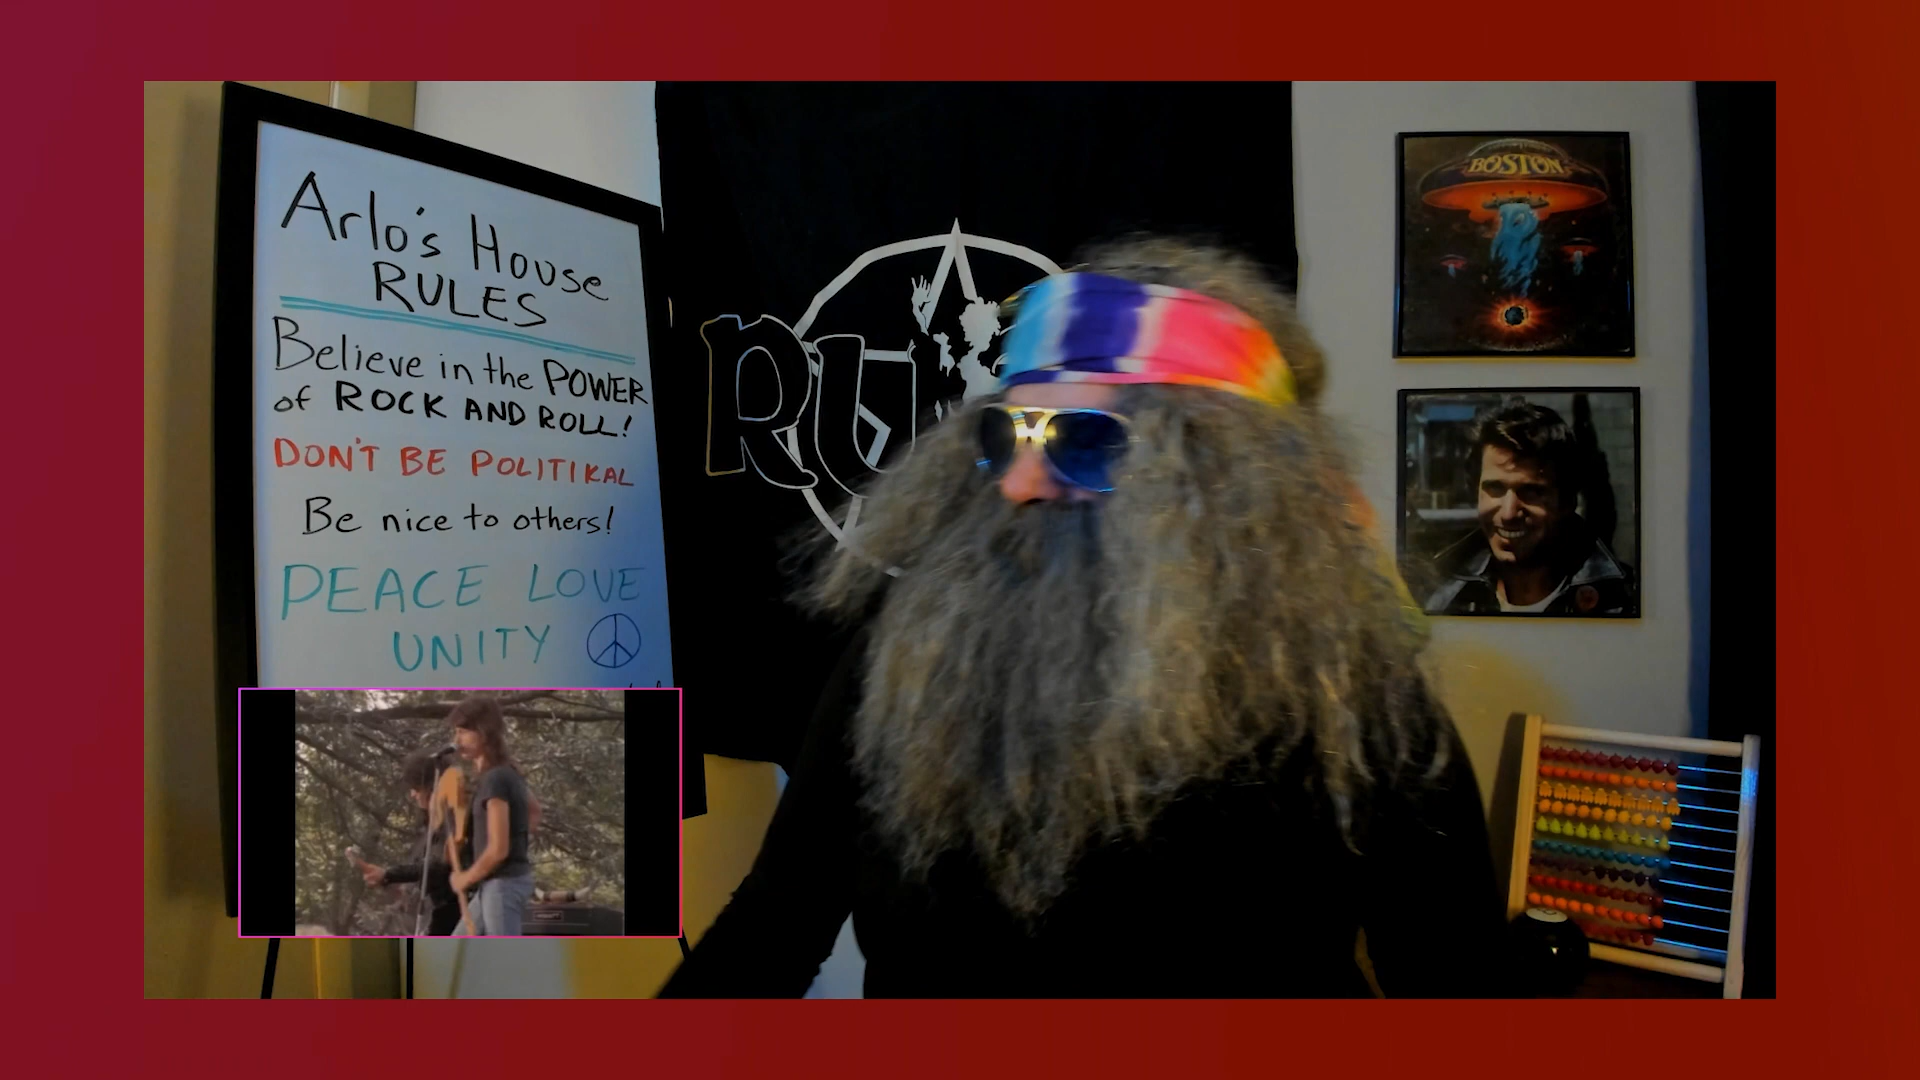 Arlo's House
RULES
Believe in the POWER
of ROCK AND ROLL!
DON'T BE POLITIKAL
Be nice to others!
PEACE LOVE
UNITY
RU
BOSTON